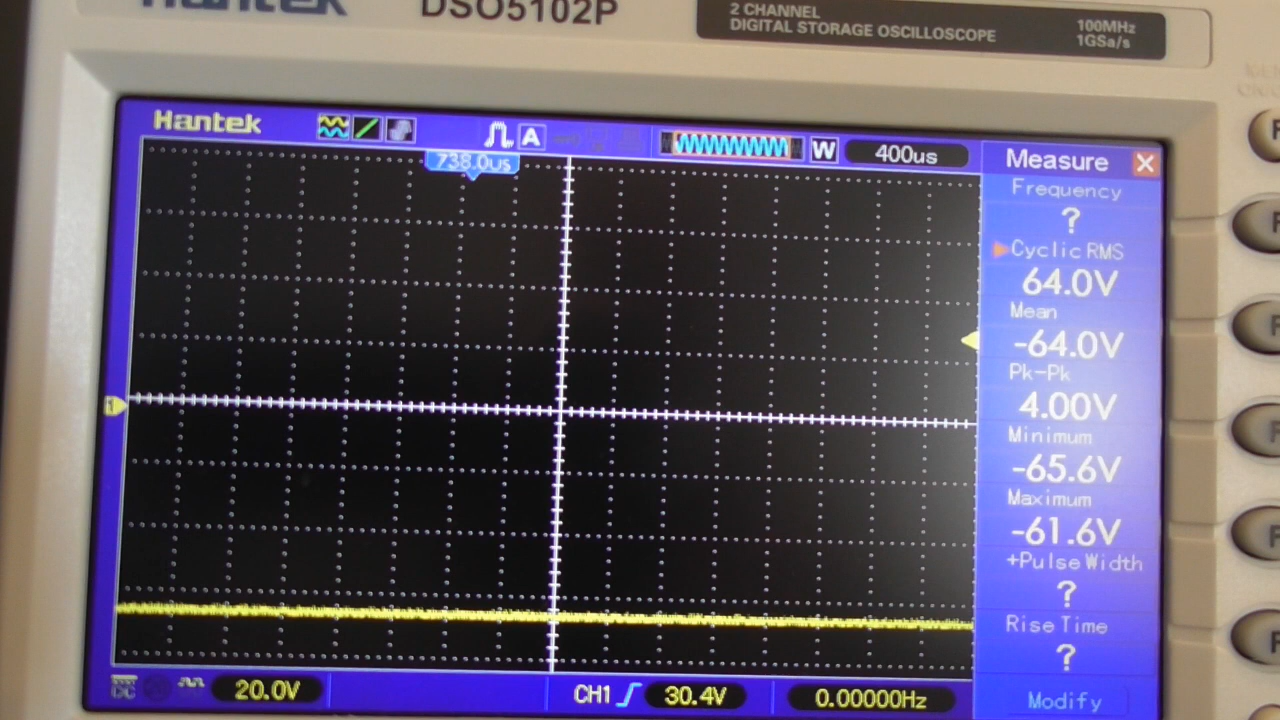 Hantek DSO5102P
2 CHANNEL
DIGITAL STORAGE OSCILLOSCOPE
100MHz
1GSa/s
Hantek
A
W
400us
738.0us
Measure
X
Frequency
?
Cyclic RMS
64.0V
Mean
-64.0V
Pk-Pk
4.00V
Minimum
-65.6V
Maximum
-61.6V
+Pulse Width
?
Rise Time
?
Modify
1
DC
20.0V
CH1
30.4V
0.00000Hz